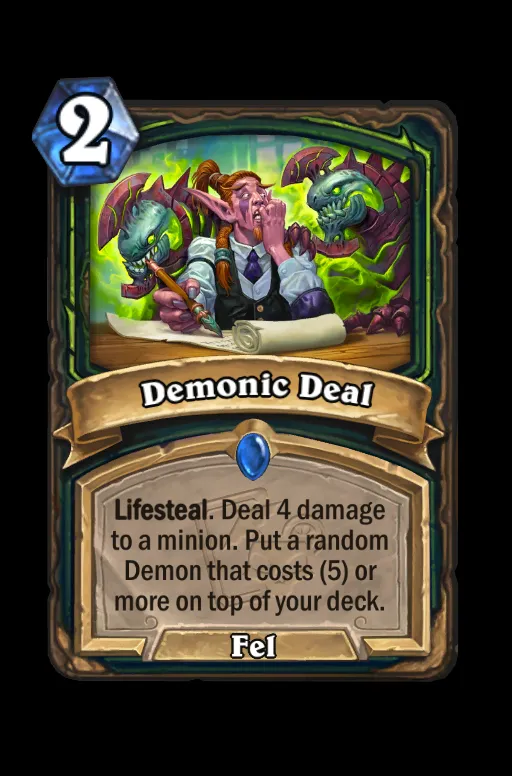 2
Demonic Deal
Lifesteal. Deal 4 damage
to a minion. Put a random
Demon that costs (5) or
more on top of your deck.
Fel